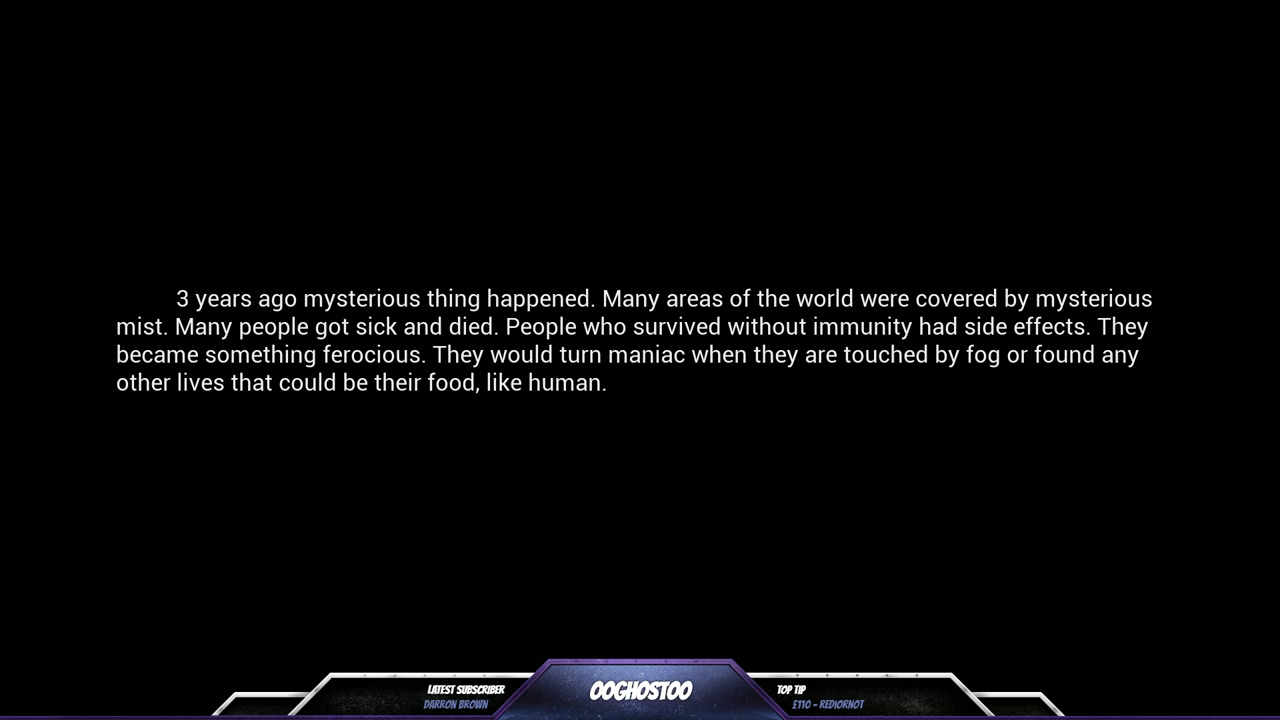 3 years ago mysterious thing happened. Many areas of the world were covered by mysterious
mist. Many people got sick and died. People who survived without immunity had side effects. They
became something ferocious. They would turn maniac when they are touched by fog or found any
other lives that could be their food, like human.
LATEST SUBSCRIBER
DARRON BROWN
OOGHOSTOO
TOP TIP
£110 - REDIORNOT